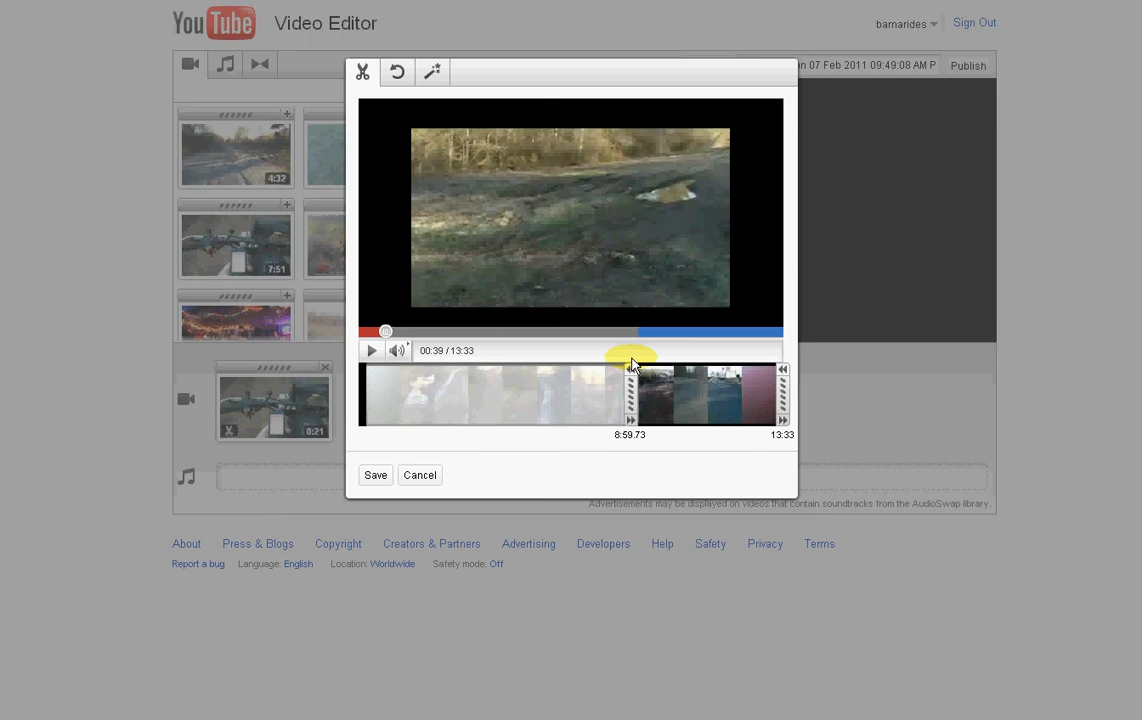 YouTube Video Editor
bamarides
Sign Out
n 07 Feb 2011 09:49:08 AM P
Publish
4:32
7:51
00:39 / 13:33
8:59.73
13:33
0:21
Save
Cancel
Advertisements may be displayed on videos that contain soundtracks from the AudioSwap library.
About
Press & Blogs
Copyright
Creators & Partners
Advertising
Developers
Help
Safety
Privacy
Terms
Report a bug
Language: English
Location: Worldwide
Safety mode: Off